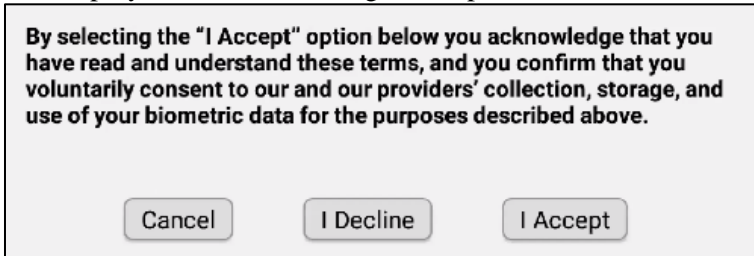 By selecting the “I Accept” option below you acknowledge that you
have read and understand these terms, and you confirm that you
voluntarily consent to our and our providers’ collection, storage, and
use of your biometric data for the purposes described above.
Cancel I Decline I Accept